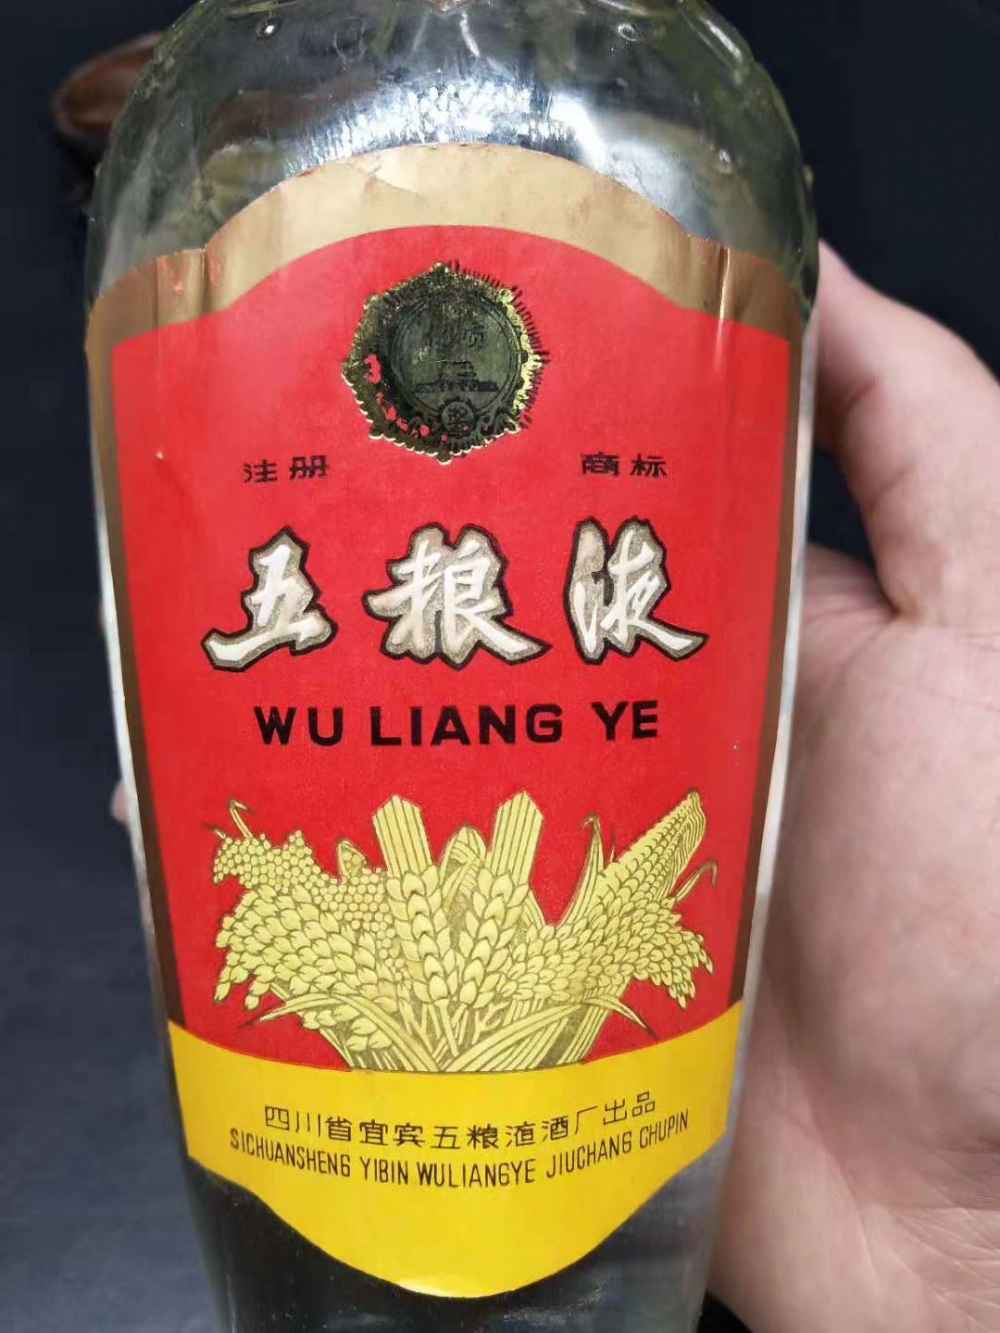 注册 商标
五粮液
WU LIANG YE
四川省宜宾五粮液酒厂出品
SICHUANSHENG YIBIN WULIANGYE JIUCHANG CHUPIN